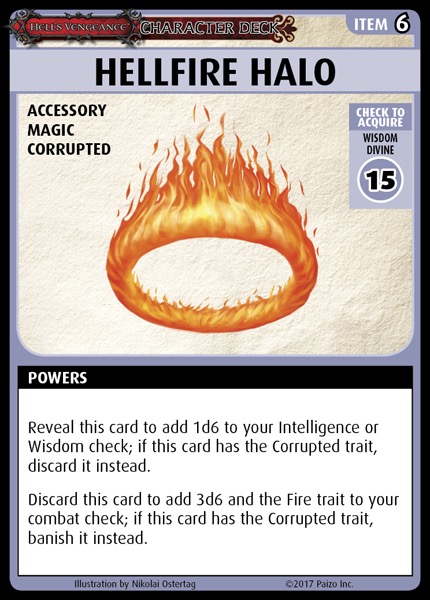 HELL'S VENGEANCE CHARACTER DECK ITEM 6
HELLFIRE HALO
ACCESSORY
MAGIC
CORRUPTED
CHECK TO
ACQUIRE
WISDOM
DIVINE
15
POWERS
Reveal this card to add 1d6 to your Intelligence or
Wisdom check; if this card has the Corrupted trait,
discard it instead.
Discard this card to add 3d6 and the Fire trait to your
combat check; if this card has the Corrupted trait,
banish it instead.
Illustration by Nikolai Ostertag ©2017 Paizo Inc.